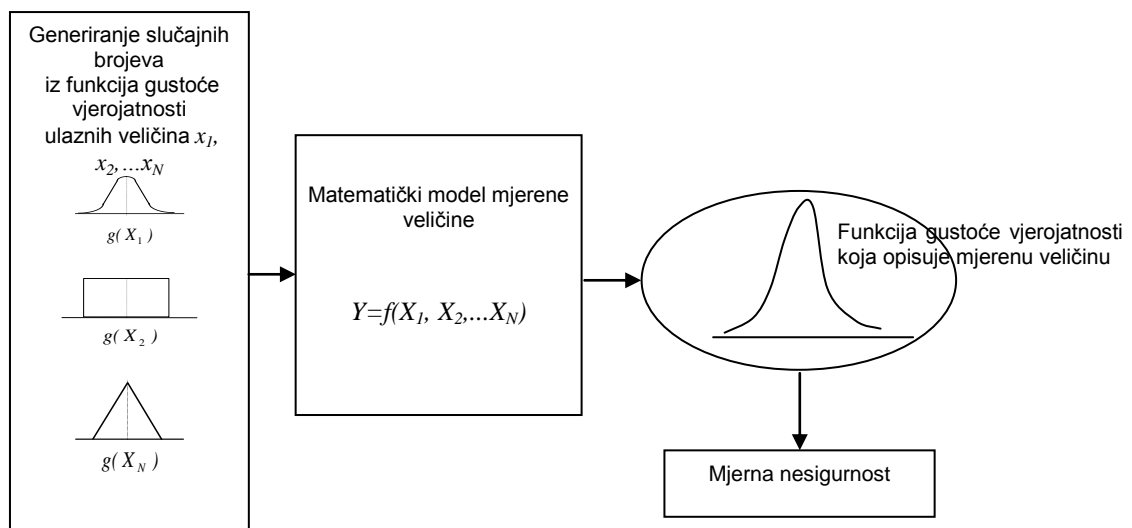 Generiranje slučajnih
brojeva
iz funkcija gustoće
vjerojatnosti
ulaznih veličina x1,
x2,...xN
g( X1 )
g( X2 )
g( XN )
Matematički model mjerene
veličine
Y=f(X1, X2,...XN)
Funkcija gustoće vjerojatnosti
koja opisuje mjerenu veličinu
Mjerna nesigurnost